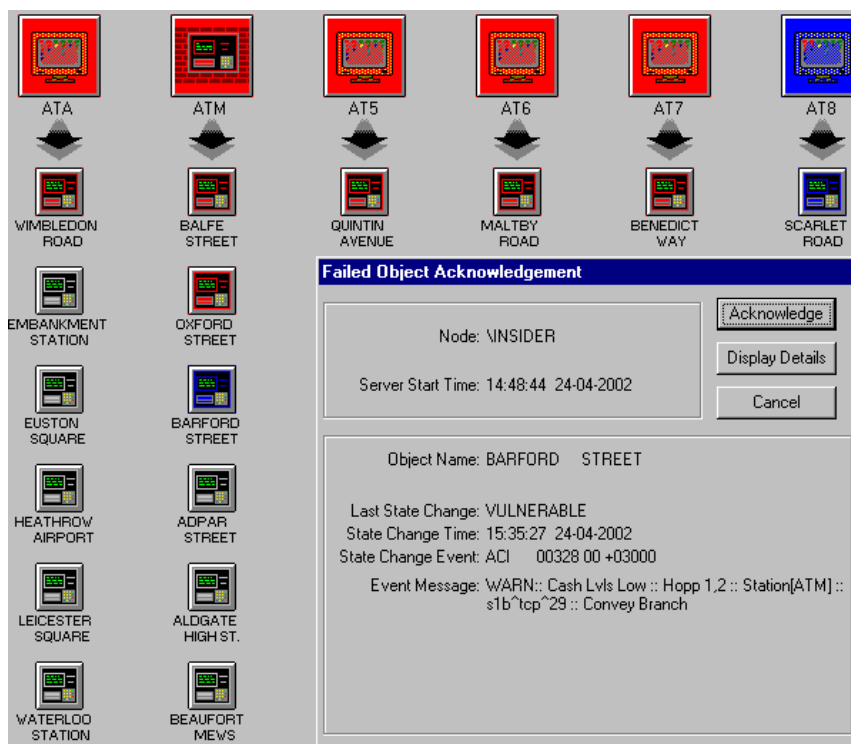 ATA
ATM
AT5
AT6
AT7
AT8
WIMBLEDON
ROAD
BALFE
STREET
QUINTIN
AVENUE
MALTBY
ROAD
BENEDICT
WAY
SCARLET
ROAD
EMBANKMENT
STATION
OXFORD
STREET
EUSTON
SQUARE
BARFORD
STREET
HEATHROW
AIRPORT
ADPAR
STREET
LEICESTER
SQUARE
ALDGATE
HIGH ST.
WATERLOO
STATION
BEAUFORT
MEWS
Failed Object Acknowledgement
Node: \INSIDER
Server Start Time: 14:48:44 24-04-2002
Acknowledge
Display Details
Cancel
Object Name: BARFORD STREET
Last State Change: VULNERABLE
State Change Time: 15:35:27 24-04-2002
State Change Event: ACI 00328 00 +03000
Event Message: WARN:: Cash Lvls Low :: Hopp 1,2 :: Station[ATM] ::
s1b^tcp^29 :: Convey Branch